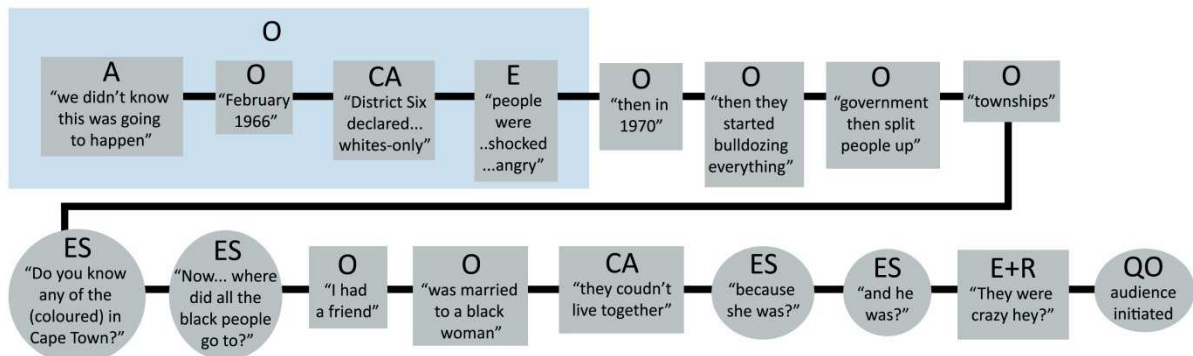 O
A
“we didn’t know
this was going
to happen”
O
“February
1966”
CA
“District Six
declared...
whites-only”
E
“people
were
..shocked
...angry”
O
“then in
1970”
O
“then they
started
bulldozing
everything”
O
“government
then split
people up”
O
“townships”
ES
“Do you know
any of the
(coloured) in
Cape Town?”
ES
“Now... where
did all the
black people
go to?”
O
“I had
a friend”
O
“was married
to a black
woman”
CA
“they coudn’t
live together”
ES
“because
she was?”
ES
“and he
was?”
E+R
“They were
crazy hey?”
QO
audience
initiated